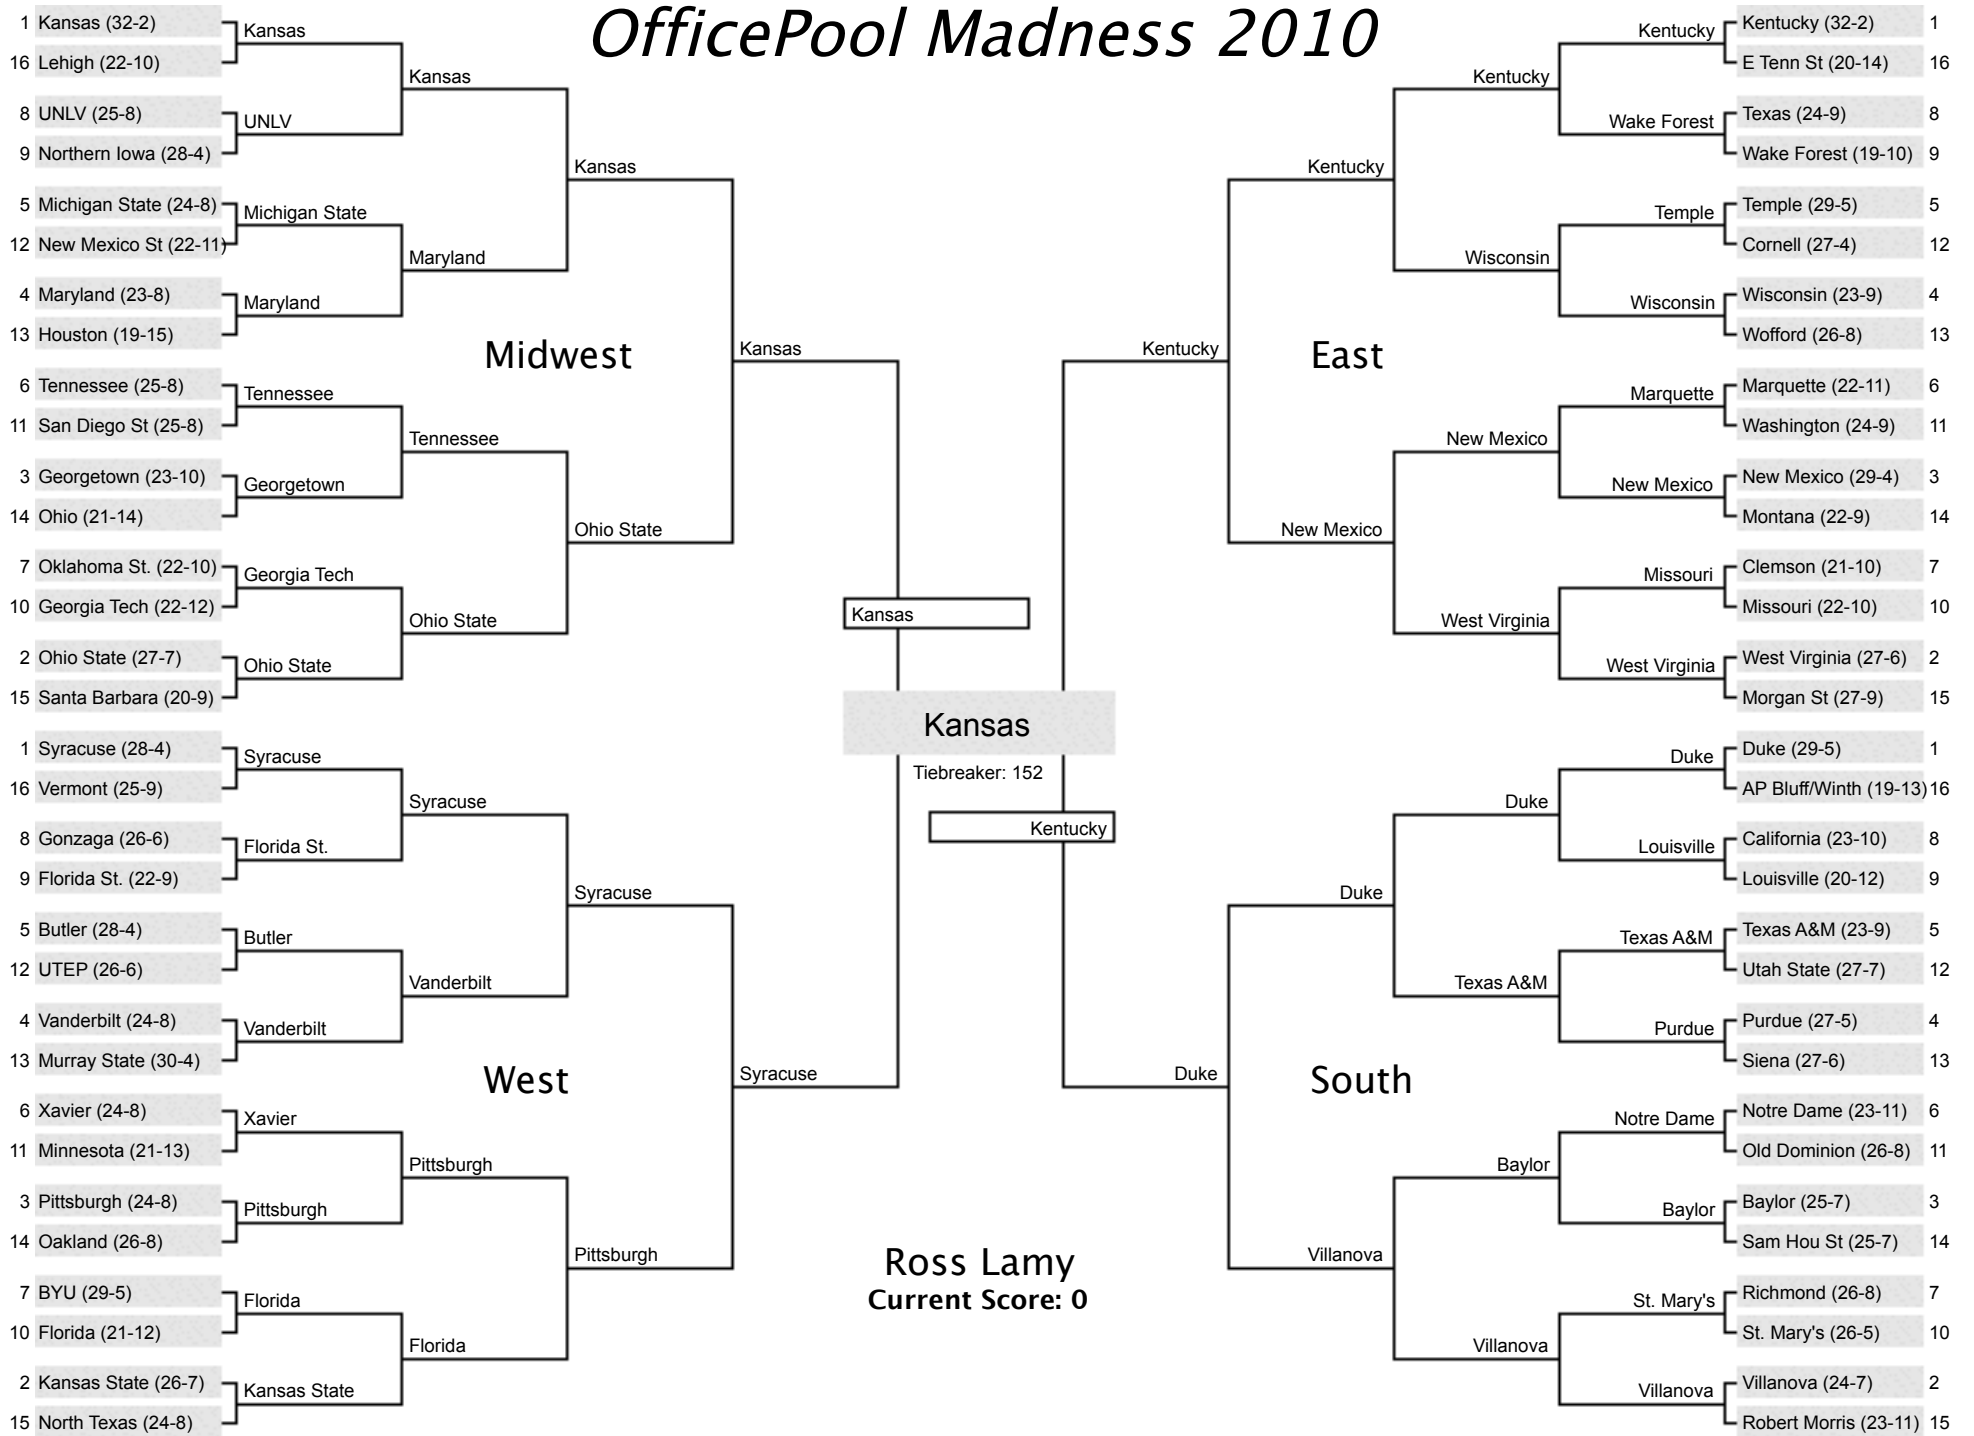 OfficePool Madness 2010
1 Kansas (32-2)
16 Lehigh (22-10)
8 UNLV (25-8)
9 Northern Iowa (28-4)
5 Michigan State (24-8)
12 New Mexico St (22-11)
4 Maryland (23-8)
13 Houston (19-15)
6 Tennessee (25-8)
11 San Diego St (25-8)
3 Georgetown (23-10)
14 Ohio (21-14)
7 Oklahoma St. (22-10)
10 Georgia Tech (22-12)
2 Ohio State (27-7)
15 Santa Barbara (20-9)
Kansas
UNLV
Michigan State
Maryland
Tennessee
Georgetown
Georgia Tech
Ohio State
Kansas
Maryland
Tennessee
Ohio State
Kansas
Ohio State
Kansas
Midwest
1 Syracuse (28-4)
16 Vermont (25-9)
8 Gonzaga (26-6)
9 Florida St. (22-9)
5 Butler (28-4)
12 UTEP (26-6)
4 Vanderbilt (24-8)
13 Murray State (30-4)
6 Xavier (24-8)
11 Minnesota (21-13)
3 Pittsburgh (24-8)
14 Oakland (26-8)
7 BYU (29-5)
10 Florida (21-12)
2 Kansas State (26-7)
15 North Texas (24-8)
Syracuse
Florida St.
Butler
Vanderbilt
Xavier
Pittsburgh
Florida
Kansas State
Syracuse
Vanderbilt
Pittsburgh
Florida
Syracuse
Pittsburgh
Syracuse
West
Kansas
Kansas
Tiebreaker: 152
Kentucky
Ross Lamy
Current Score: 0
Kentucky (32-2) 1
E Tenn St (20-14) 16
Texas (24-9) 8
Wake Forest (19-10) 9
Temple (29-5) 5
Cornell (27-4) 12
Wisconsin (23-9) 4
Wofford (26-8) 13
Marquette (22-11) 6
Washington (24-9) 11
New Mexico (29-4) 3
Montana (22-9) 14
Clemson (21-10) 7
Missouri (22-10) 10
West Virginia (27-6) 2
Morgan St (27-9) 15
Kentucky
Wake Forest
Temple
Wisconsin
Marquette
New Mexico
Missouri
West Virginia
Kentucky
Wisconsin
New Mexico
West Virginia
Kentucky
New Mexico
Kentucky
East
Duke (29-5) 1
AP Bluff/Winth (19-13) 16
California (23-10) 8
Louisville (20-12) 9
Texas A&M (23-9) 5
Utah State (27-7) 12
Purdue (27-5) 4
Siena (27-6) 13
Notre Dame (23-11) 6
Old Dominion (26-8) 11
Baylor (25-7) 3
Sam Hou St (25-7) 14
Richmond (26-8) 7
St. Mary's (26-5) 10
Villanova (24-7) 2
Robert Morris (23-11) 15
Duke
Louisville
Texas A&M
Purdue
Notre Dame
Baylor
St. Mary's
Villanova
Duke
Texas A&M
Baylor
Villanova
Duke
Villanova
Duke
South